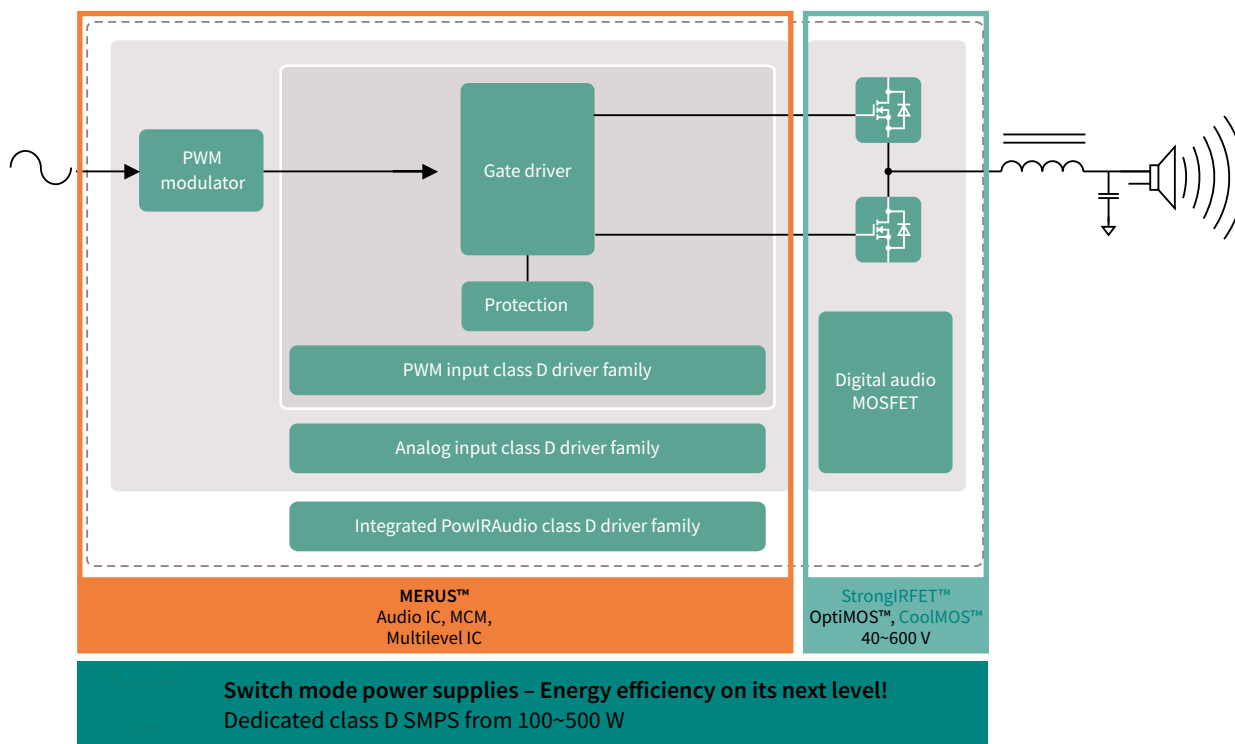 PWM
modulator
Gate driver
Protection
PWM input class D driver family
Analog input class D driver family
Integrated PowIRAudio class D driver family
Digital audio
MOSFET
MERUS™
Audio IC, MCM,
Multilevel IC
StrongIRFET™
OptiMOS™, CoolMOS™
40~600 V
Switch mode power supplies – Energy efficiency on its next level!
Dedicated class D SMPS from 100~500 W